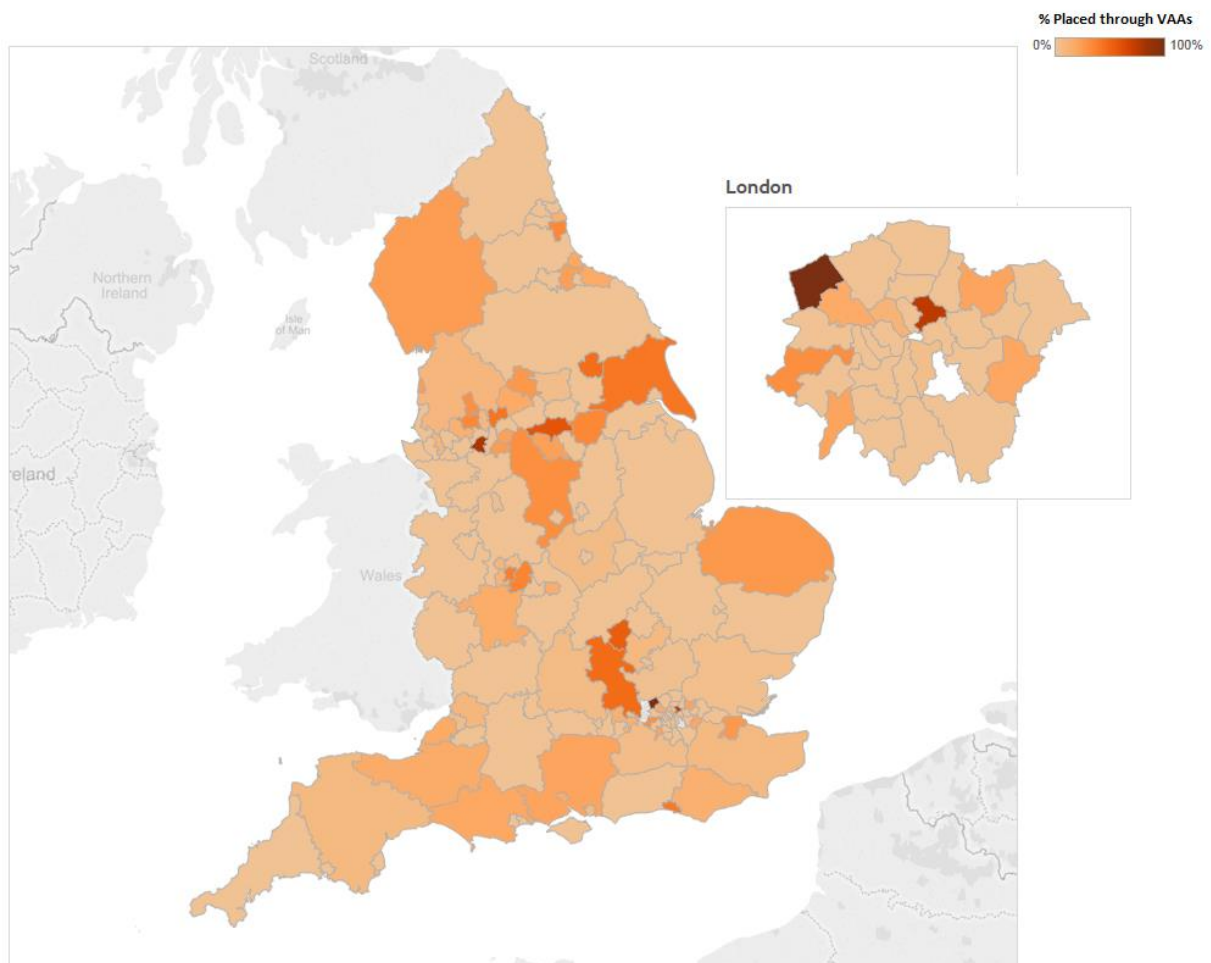 % Placed through VAAs
0% 100%
Scotland
London
Northern
Ireland
Isle
of Man
reland
Wales